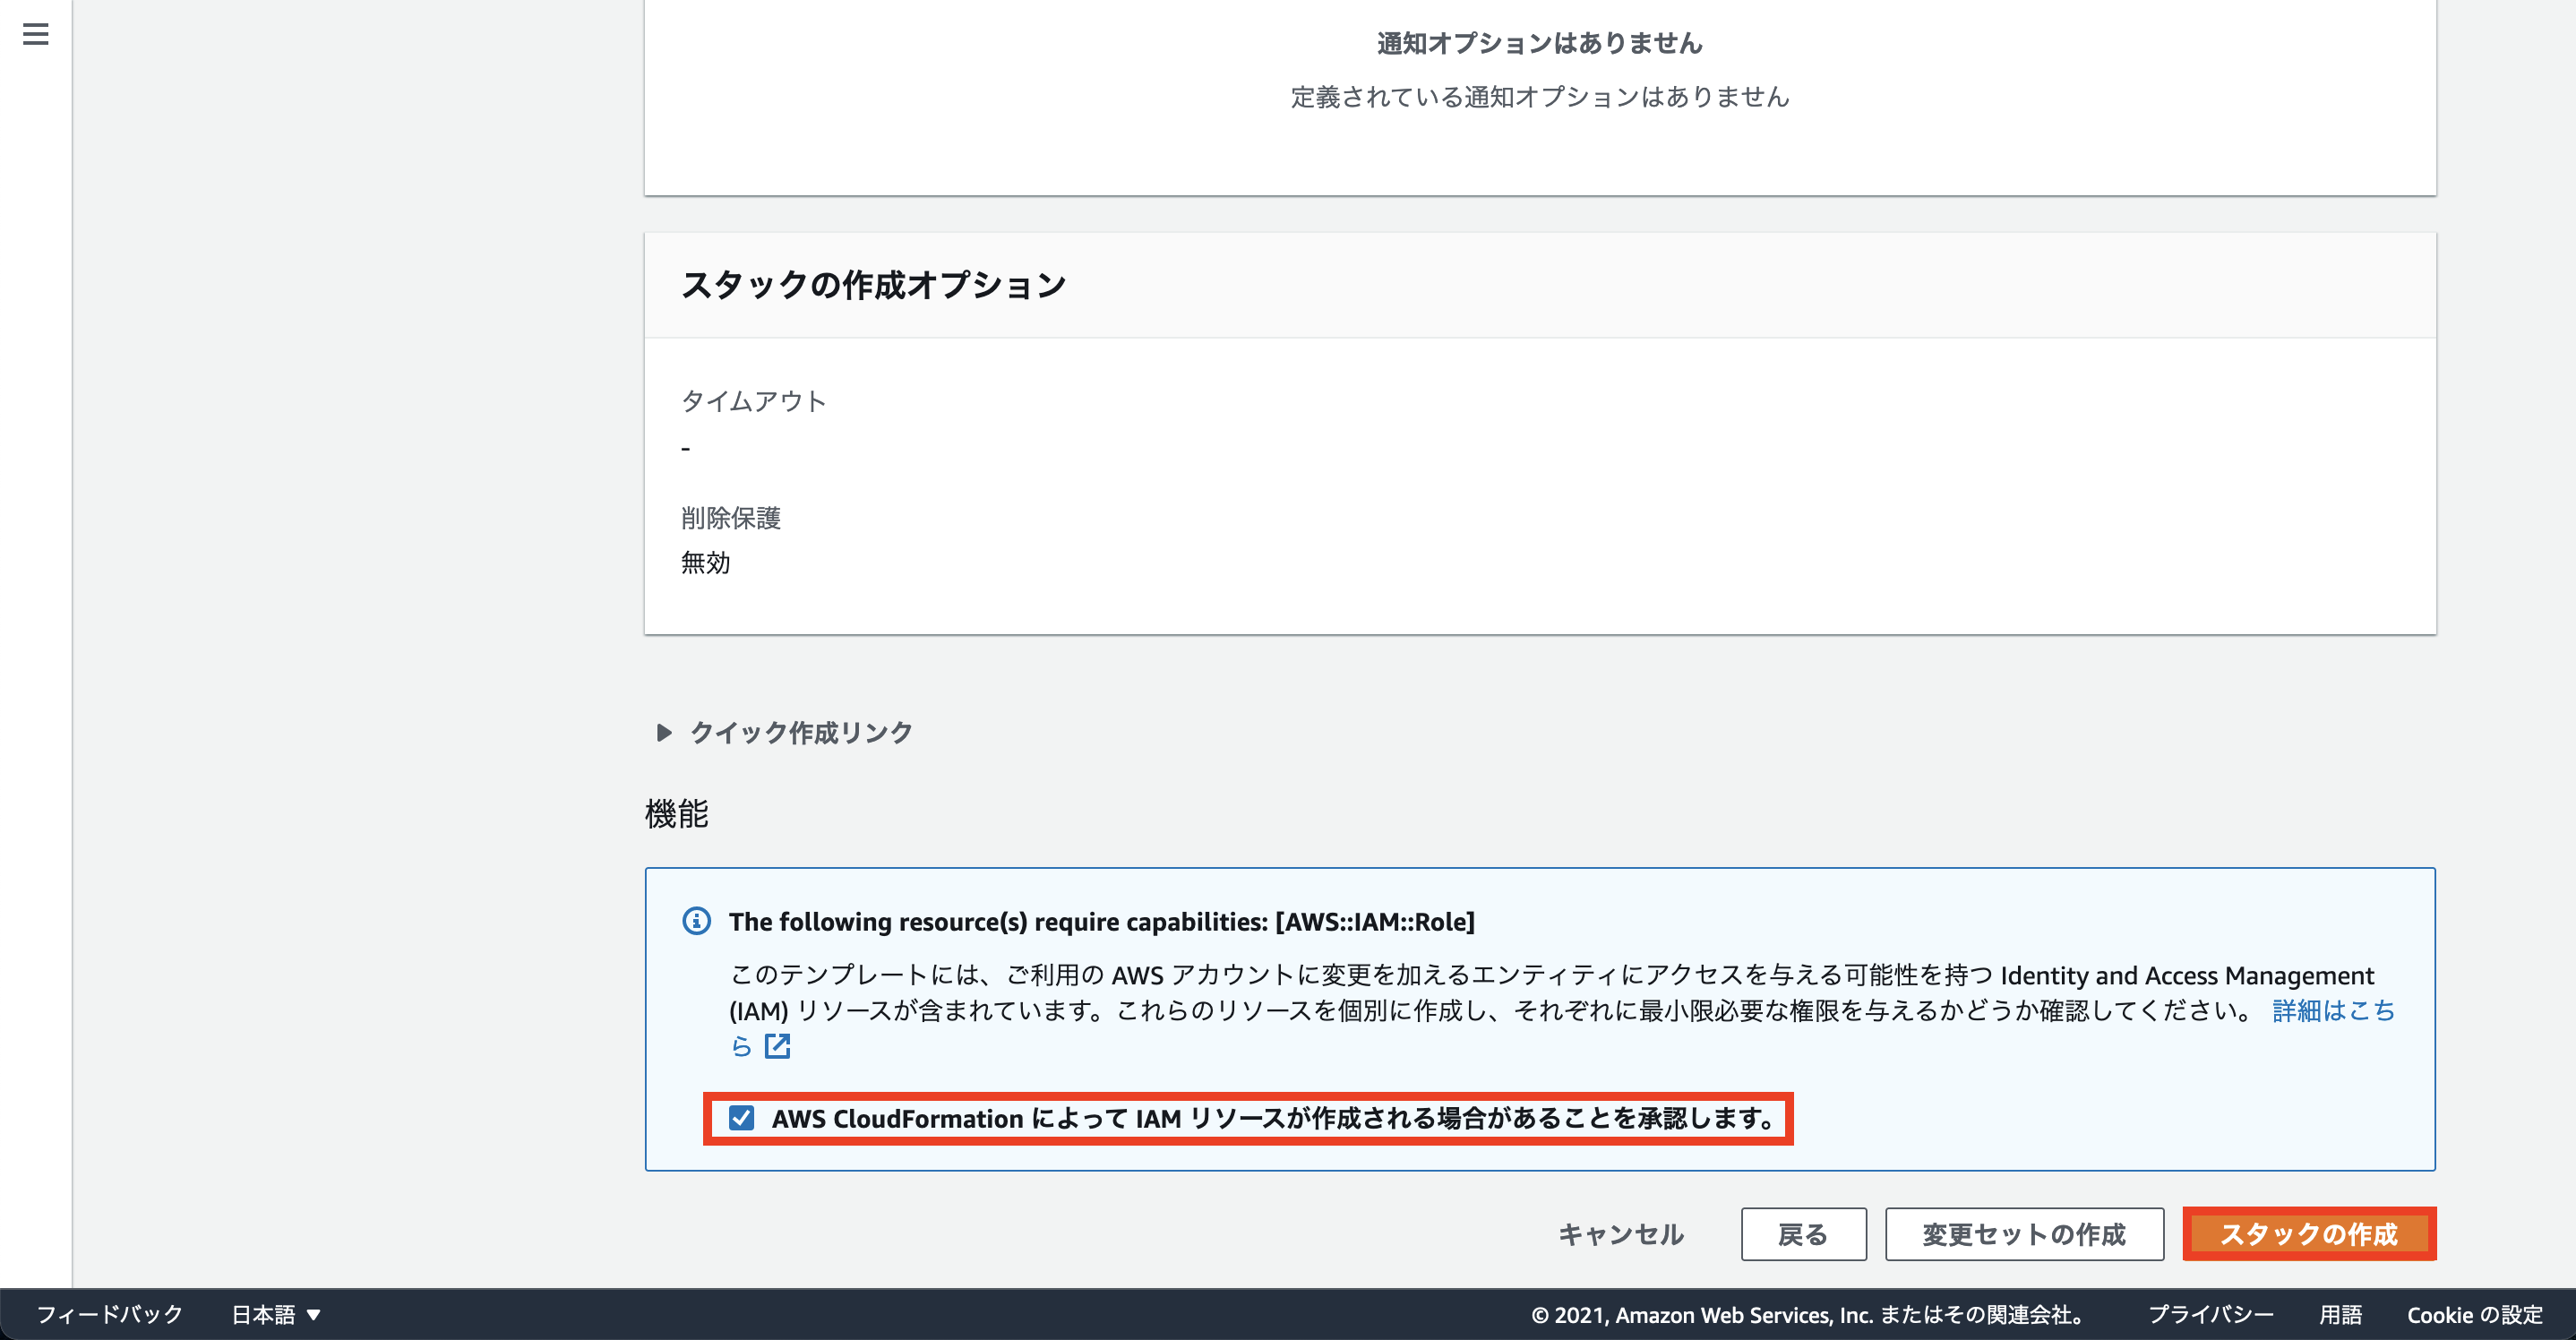 通知オプションはありません
定義されている通知オプションはありません
スタックの作成オプション
タイムアウト
-
削除保護
無効
クイック作成リンク
機能
The following resource(s) require capabilities: [AWS::IAM::Role]
このテンプレートには、ご利用の AWS アカウントに変更を加えるエンティティにアクセスを与える可能性を持つ Identity and Access Management
(IAM) リソースが含まれています。これらのリソースを個別に作成し、それぞれに最小限必要な権限を与えるかどうか確認してください。 詳細はこち
ら
AWS CloudFormation によって IAM リソースが作成される場合があることを承認します。
キャンセル 戻る 変更セットの作成 スタックの作成
フィードバック 日本語 © 2021, Amazon Web Services, Inc. またはその関連会社。 プライバシー 用語 Cookie の設定